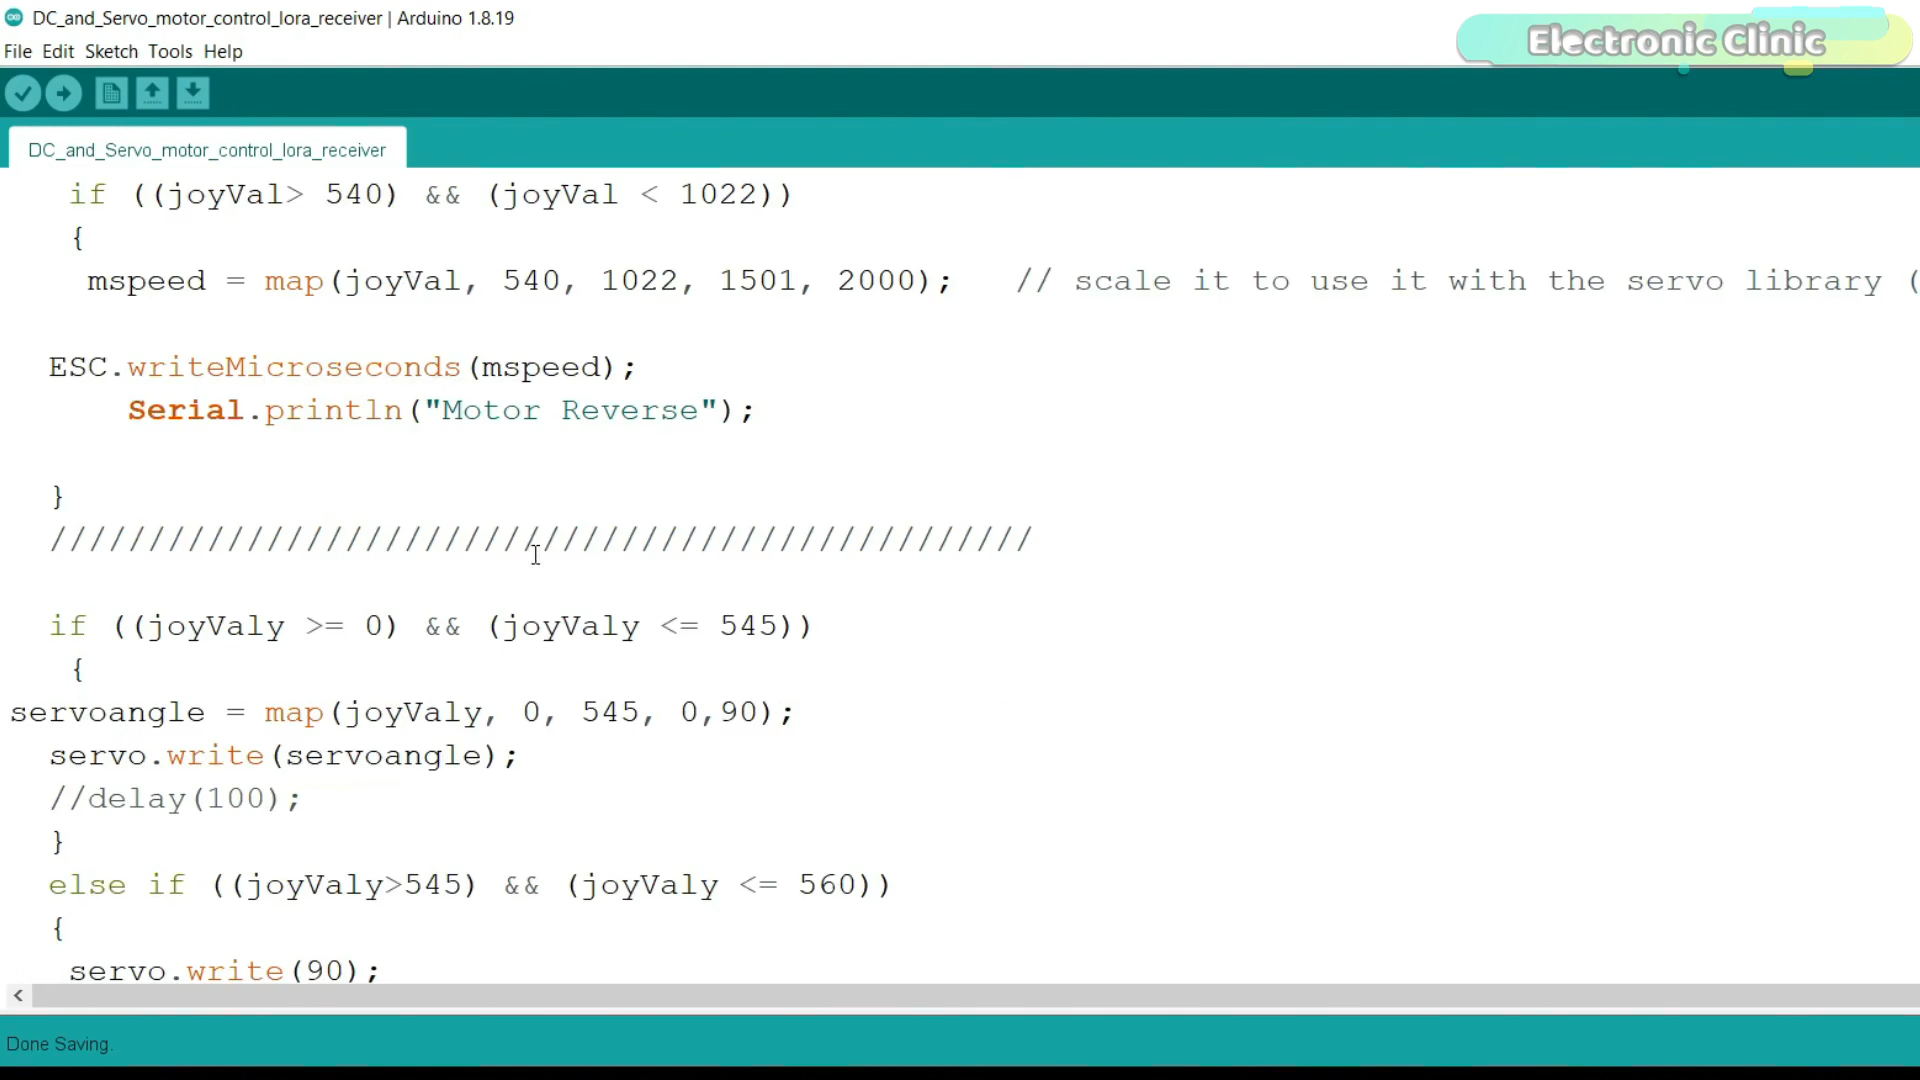 DC_and_Servo_motor_control_lora_receiver | Arduino 1.8.19
File Edit Sketch Tools Help
Electronic Clinic
DC_and_Servo_motor_control_lora_receiver
if ((joyVal> 540) && (joyVal < 1022))
{
mspeed = map(joyVal, 540, 1022, 1501, 2000); // scale it to use it with the servo library (
ESC.writeMicroseconds(mspeed);
Serial.println("Motor Reverse");
}
//////////////////////////////////////////////////
if ((joyValy >= 0) && (joyValy <= 545))
{
servoangle = map(joyValy, 0, 545, 0,90);
servo.write(servoangle);
//delay(100);
}
else if ((joyValy>545) && (joyValy <= 560))
{
servo.write(90);
Done Saving.